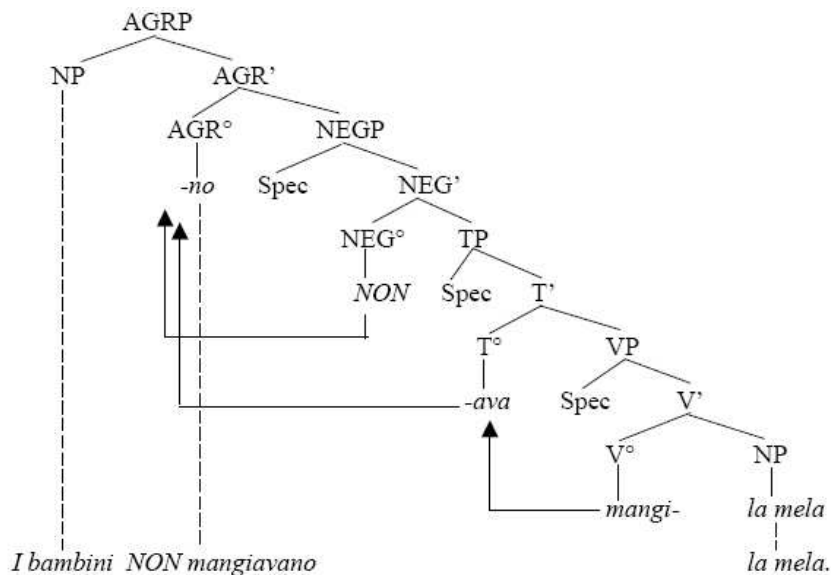 AGRP
NP AGR’
AGR° NEGP
-no Spec NEG’
NEG° TP
NON Spec T’
T° VP
-ava Spec V’
V° NP
mangi- la mela
I bambini NON mangiavano la mela.